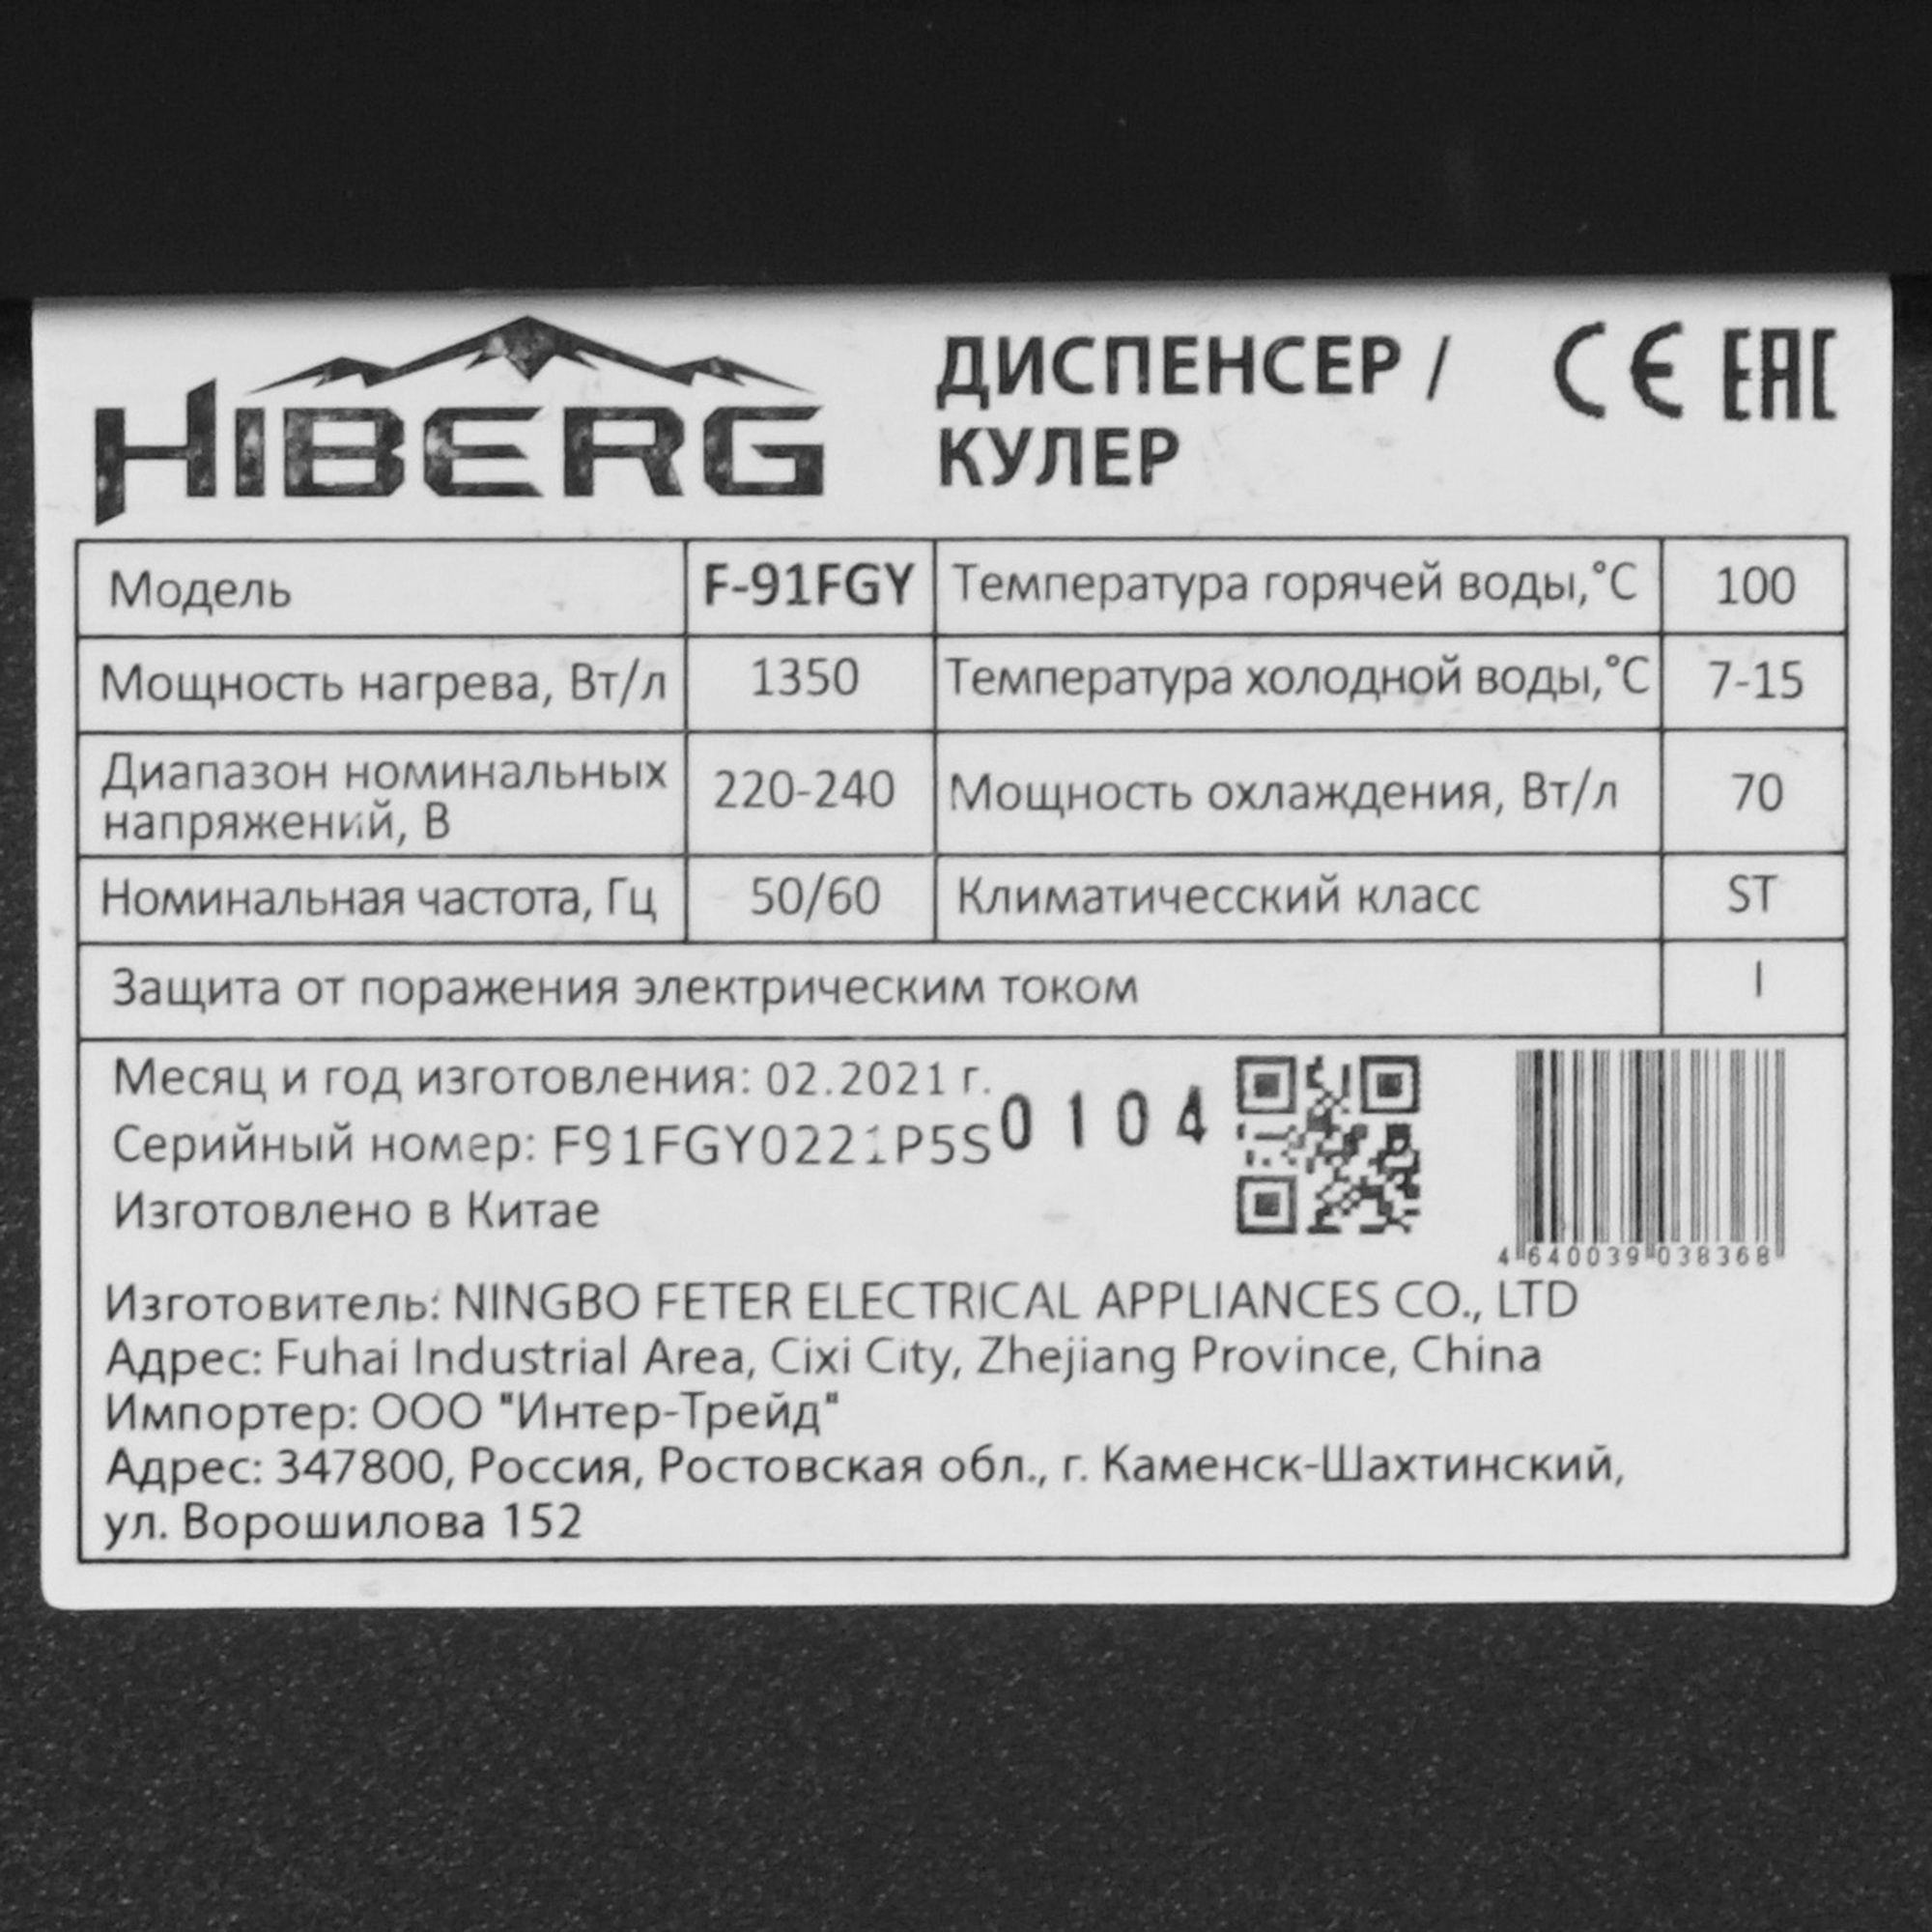 HIBERG
ДИСПЕНСЕР /
КУЛЕР
CE EAC
Модель F-91FGY Температура горячей воды,°C 100
Мощность нагрева, Вт/л 1350 Температура холодной воды,°C 7-15
Диапазон номинальных
напряжений, В 220-240 Мощность охлаждения, Вт/л 70
Номинальная частота, Гц 50/60 Климатичесский класс ST
Защита от поражения электрическим током I
Месяц и год изготовления: 02.2021 г.
Серийный номер: F91FGY0221P5S 0104
Изготовлено в Китае
4 640039 038368
Изготовитель: NINGBO FETER ELECTRICAL APPLIANCES CO., LTD
Адрес: Fuhai Industrial Area, Cixi City, Zhejiang Province, China
Импортер: ООО "Интер-Трейд"
Адрес: 347800, Россия, Ростовская обл., г. Каменск-Шахтинский,
ул. Ворошилова 152